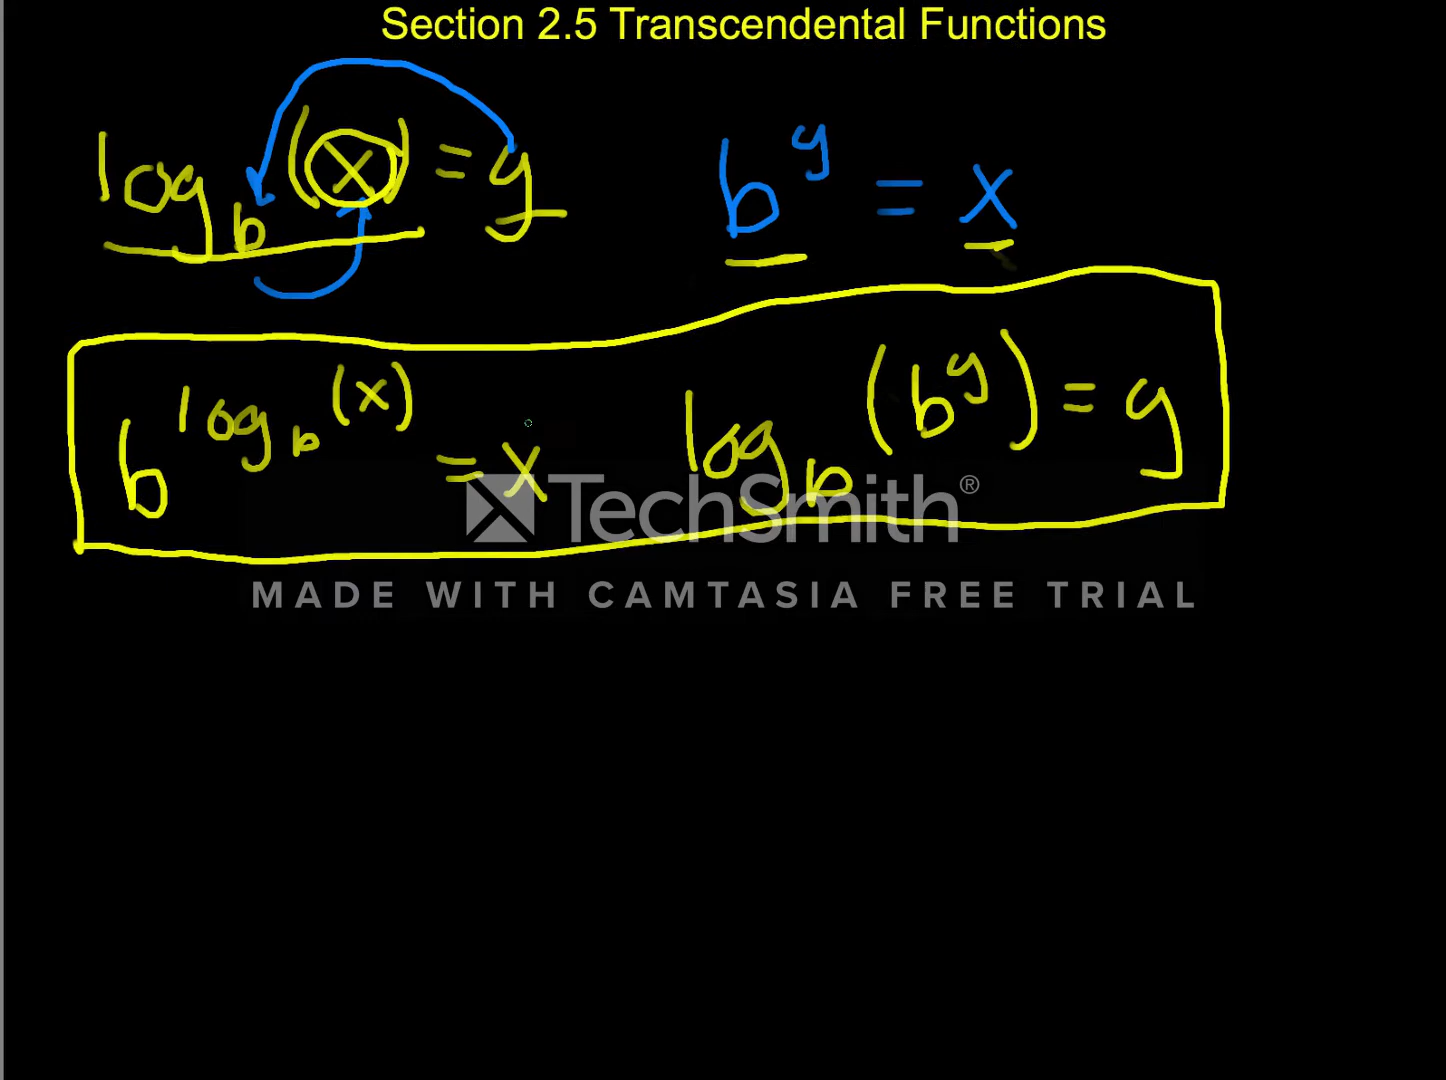 Section 2.5 Transcendental Functions
log_b(x) = y    b^y = x
b^{log_b(x)} = x    log_b(b^y) = y
TechSmith®
MADE WITH CAMTASIA FREE TRIAL